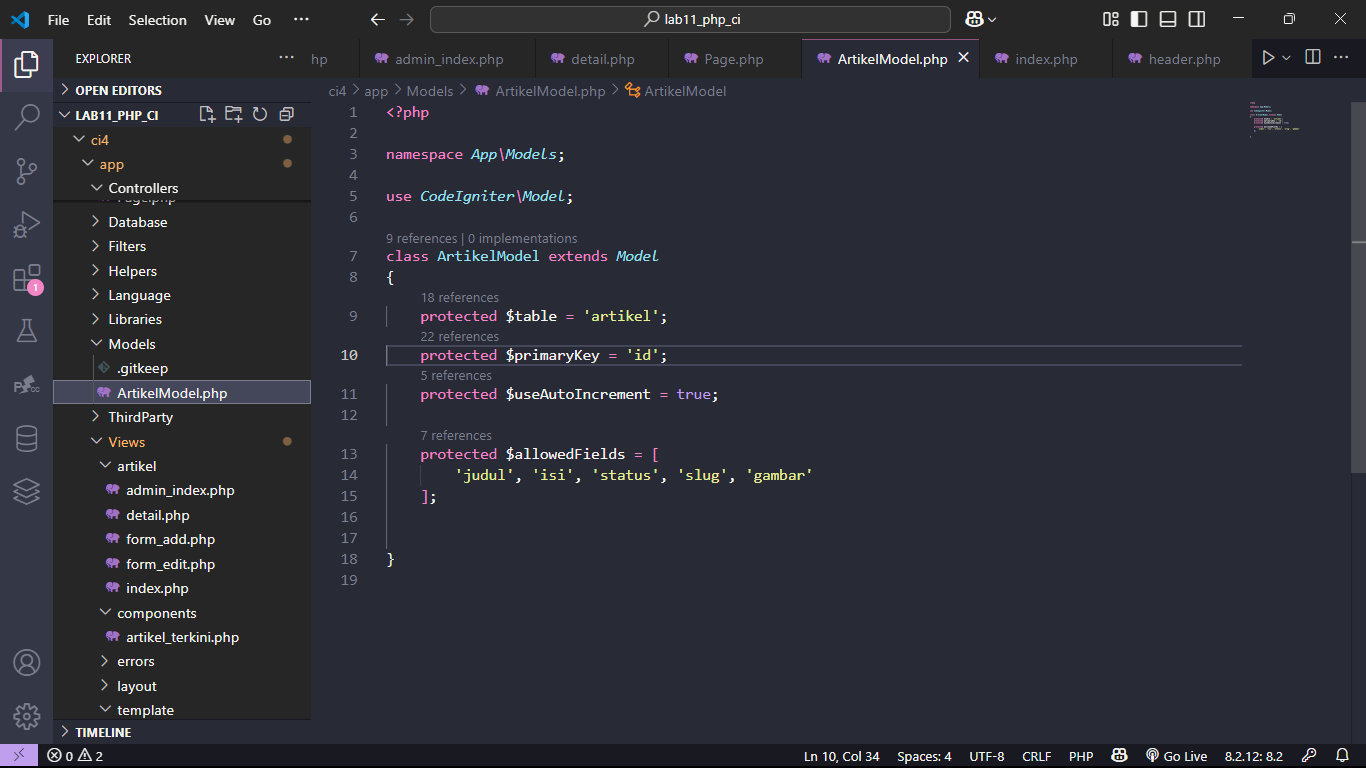 File Edit Selection View Go ··· lab11_php_ci
EXPLORER ···
hp admin_index.php detail.php Page.php ArtikelModel.php index.php header.php ···
OPEN EDITORS
LAB11_PHP_CI
ci4
app
Controllers
Page.php
Database
Filters
Helpers
Language
Libraries
Models
.gitkeep
ArtikelModel.php
ThirdParty
Views
artikel
admin_index.php
detail.php
form_add.php
form_edit.php
index.php
components
artikel_terkini.php
errors
layout
template
TIMELINE
1
ci4 > app > Models > ArtikelModel.php > ArtikelModel
1 <?php
2
3 namespace App\Models;
4
5 use CodeIgniter\Model;
6
9 references | 0 implementations
7 class ArtikelModel extends Model
8 {
18 references
9 protected $table = 'artikel';
22 references
10 protected $primaryKey = 'id';
5 references
11 protected $useAutoIncrement = true;
12
7 references
13 protected $allowedFields = [
14 'judul', 'isi', 'status', 'slug', 'gambar'
15 ];
16
17
18 }
19
0 2 Ln 10, Col 34 Spaces: 4 UTF-8 CRLF PHP Go Live 8.2.12: 8.2